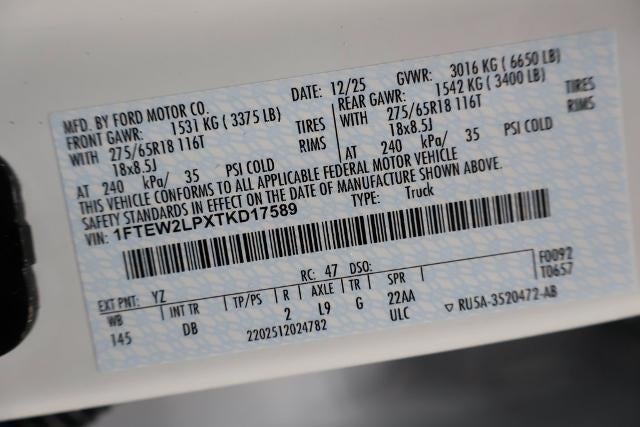 MFD. BY FORD MOTOR CO.
DATE: 12/25 GVWR: 3016 KG ( 6650 LB)
FRONT GAWR: 1531 KG ( 3375 LB) REAR GAWR: 1542 KG ( 3400 LB)
WITH 275/65R18 116T TIRES WITH 275/65R18 116T TIRES
18x8.5J RIMS 18x8.5J RIMS
AT 240 kPa/ 35 PSI COLD AT 240 kPa/ 35 PSI COLD
THIS VEHICLE CONFORMS TO ALL APPLICABLE FEDERAL MOTOR VEHICLE
SAFETY STANDARDS IN EFFECT ON THE DATE OF MANUFACTURE SHOWN ABOVE.
VIN: 1FTEW2LPXTKD17589 TYPE: Truck
F0092
T0657
EXT PNT: YZ RC: 47 DSO:
WB INT TR TP/PS R AXLE TR SPR
145 DB 2 L9 G 22AA
ULC
2202512024782
▽ RU5A-3520472-AB